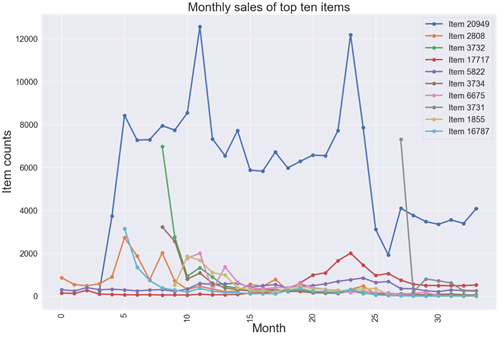 Monthly sales of top ten items
Item counts
12000
10000
8000
6000
4000
2000
0
0
5
10
15
20
25
30
Month
Item 20949
Item 2808
Item 3732
Item 17717
Item 5822
Item 3734
Item 6675
Item 3731
Item 1855
Item 16787